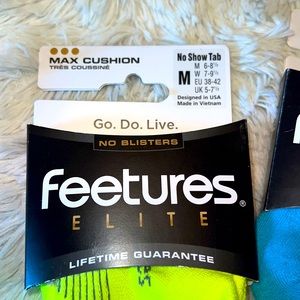 MAX CUSHION
TRÈS COUSSINÉ
No Show Tab
M
M 6-8½
W 7-9½
EU 38-42
UK 5-7½
Designed in USA
Made in Vietnam
Go. Do. Live.
NO BLISTERS
feetures®
ELITE
LIFETIME GUARANTEE